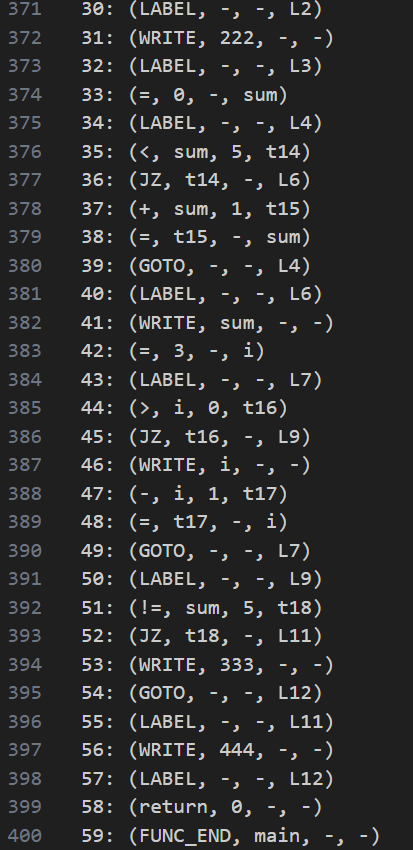 371 30: (LABEL, -, -, L2)
372 31: (WRITE, 222, -, -)
373 32: (LABEL, -, -, L3)
374 33: (=, 0, -, sum)
375 34: (LABEL, -, -, L4)
376 35: (<, sum, 5, t14)
377 36: (JZ, t14, -, L6)
378 37: (+, sum, 1, t15)
379 38: (=, t15, -, sum)
380 39: (GOTO, -, -, L4)
381 40: (LABEL, -, -, L6)
382 41: (WRITE, sum, -, -)
383 42: (=, 3, -, i)
384 43: (LABEL, -, -, L7)
385 44: (>, i, 0, t16)
386 45: (JZ, t16, -, L9)
387 46: (WRITE, i, -, -)
388 47: (-, i, 1, t17)
389 48: (=, t17, -, i)
390 49: (GOTO, -, -, L7)
391 50: (LABEL, -, -, L9)
392 51: (!=, sum, 5, t18)
393 52: (JZ, t18, -, L11)
394 53: (WRITE, 333, -, -)
395 54: (GOTO, -, -, L12)
396 55: (LABEL, -, -, L11)
397 56: (WRITE, 444, -, -)
398 57: (LABEL, -, -, L12)
399 58: (return, 0, -, -)
400 59: (FUNC_END, main, -, -)